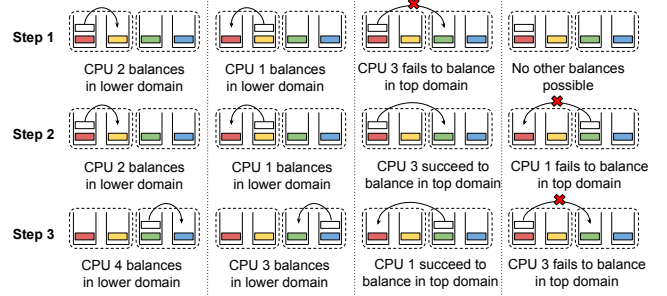 Step 1
CPU 2 balances
in lower domain
CPU 1 balances
in lower domain
CPU 3 fails to balance
in top domain
No other balances
possible
Step 2
CPU 2 balances
in lower domain
CPU 1 balances
in lower domain
CPU 3 succeed to
balance in top domain
CPU 1 fails to balance
in top domain
Step 3
CPU 4 balances
in lower domain
CPU 3 balances
in lower domain
CPU 1 succeed to
balance in top domain
CPU 3 fails to balance
in top domain